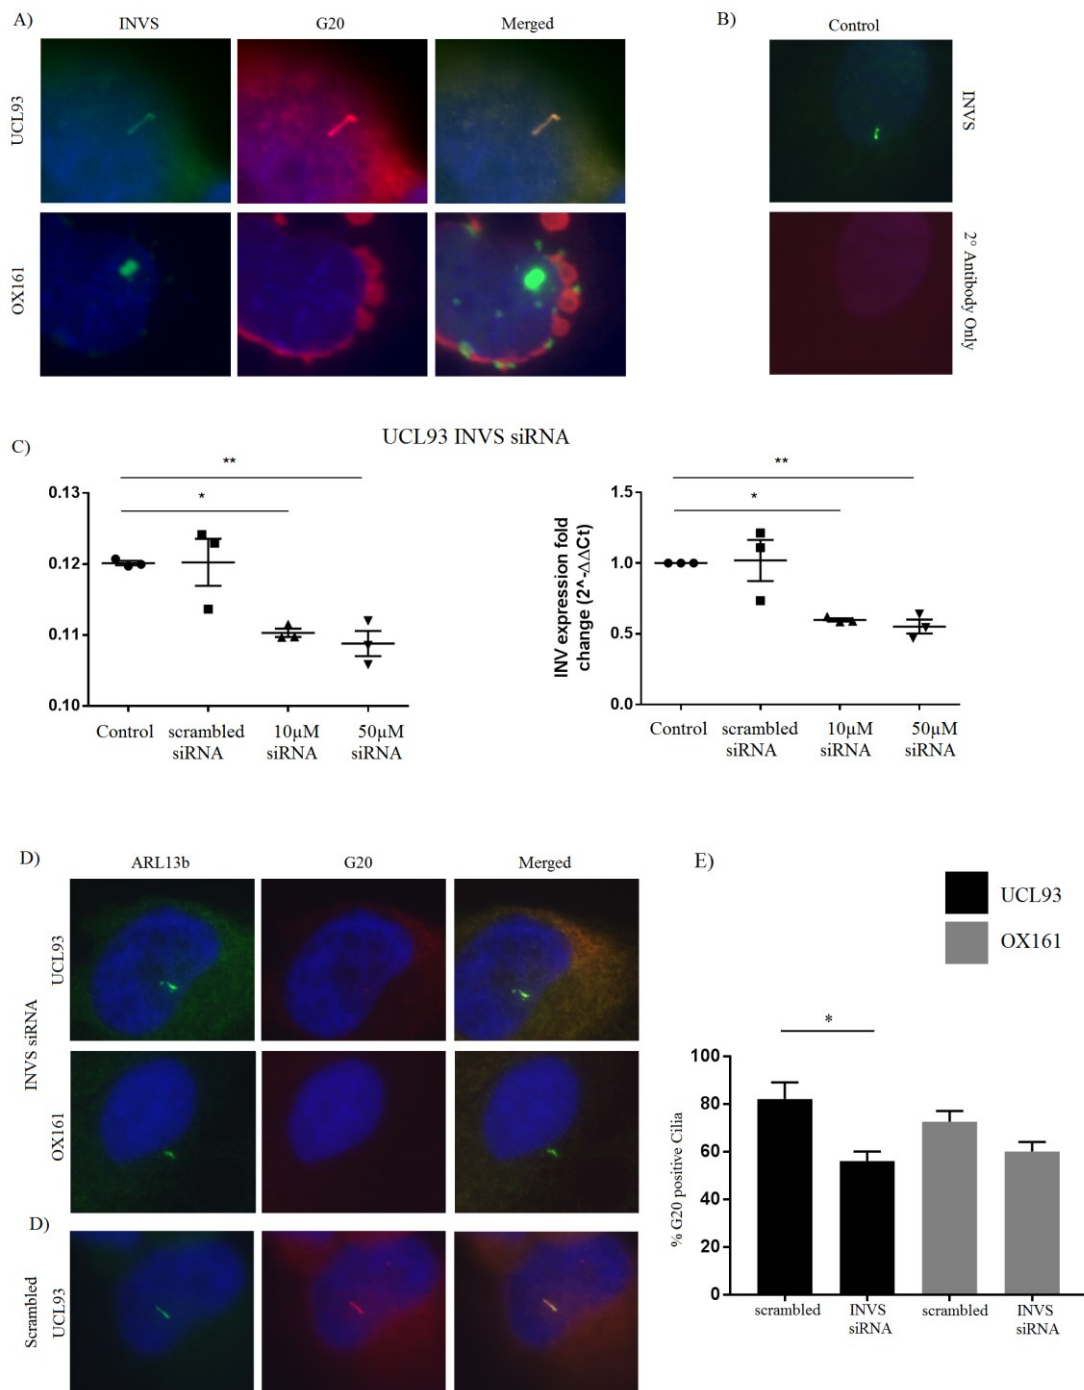 A)
INVS
G20
Merged
UCL93
OX161
B)
Control
INVS
2° Antibody Only
C)
UCL93 INVS siRNA
**
*
0.13
0.12
0.11
0.10
Control
scrambled
siRNA
10µM
siRNA
50µM
siRNA
INV expression fold
change (2^-ΔΔCt)
**
*
1.5
1.0
0.5
0.0
Control
scrambled
siRNA
10µM
siRNA
50µM
siRNA
D)
ARL13b
G20
Merged
INVS siRNA
UCL93
OX161
D)
Scrambled
UCL93
E)
UCL93
OX161
*
% G20 positive Cilia
100
80
60
40
20
0
scrambled
INVS
siRNA
scrambled
INVS
siRNA